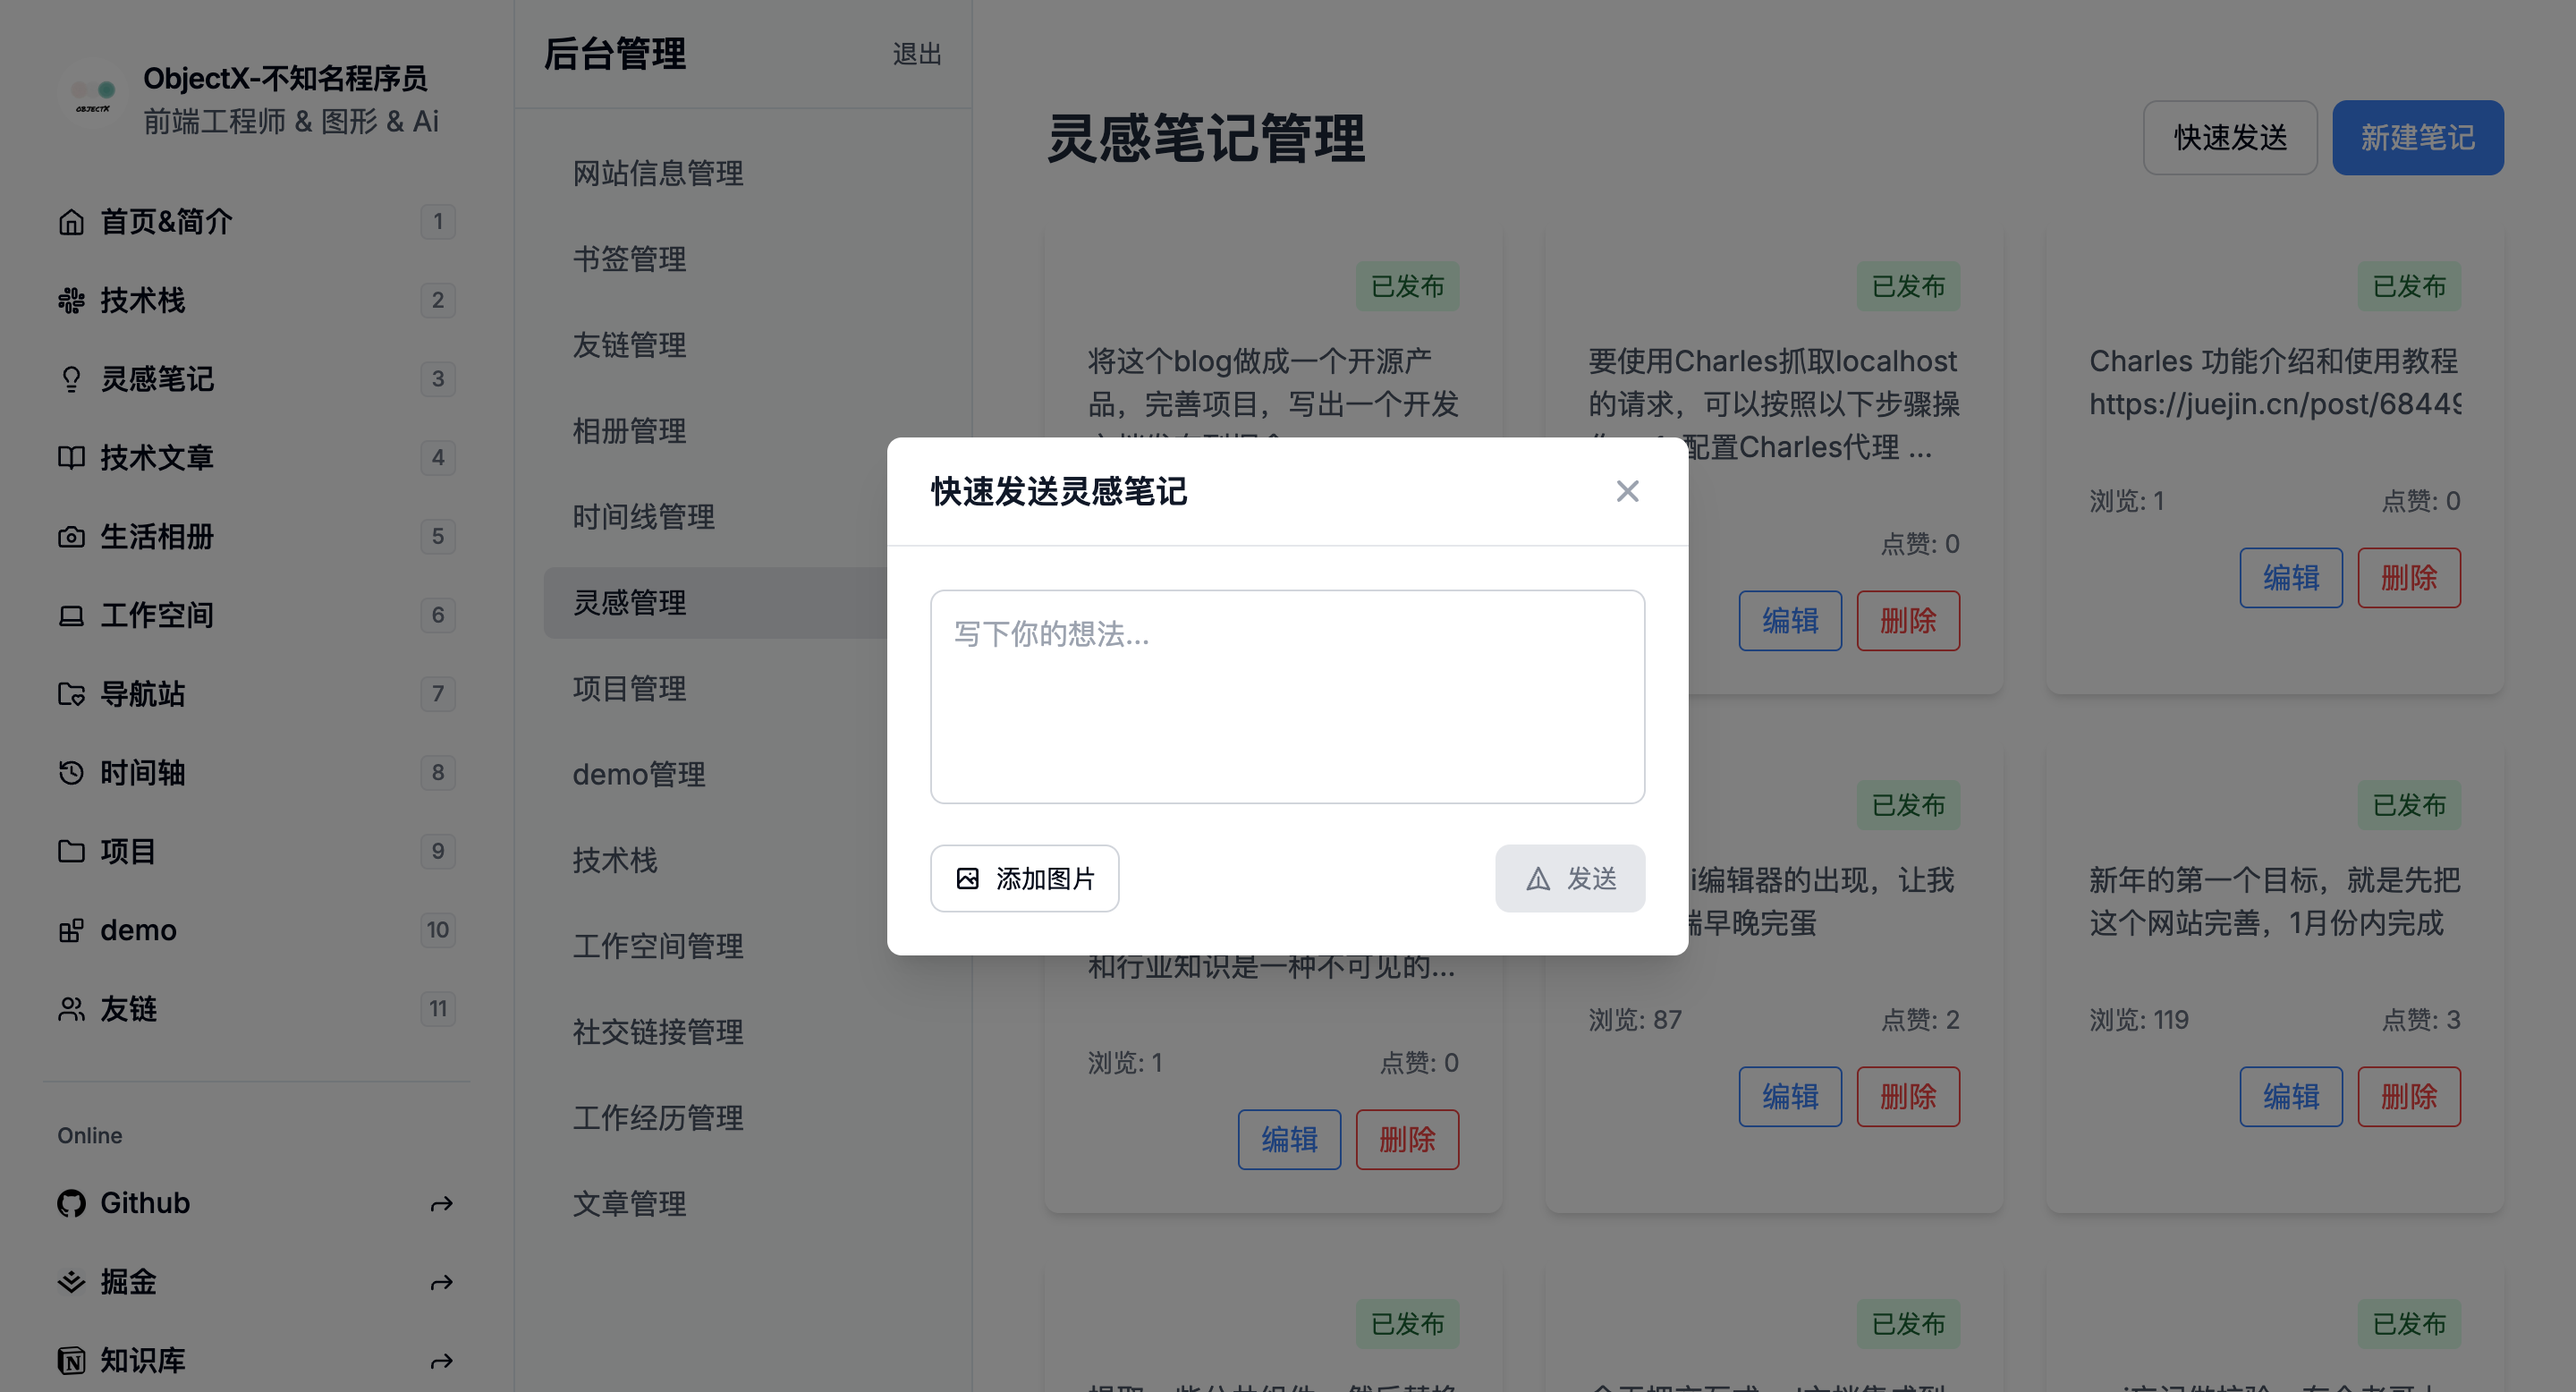 ObjectX-不知名程序员
前端工程师 & 图形 & Ai
首页&简介 1
技术栈 2
灵感笔记 3
技术文章 4
生活相册 5
工作空间 6
导航站 7
时间轴 8
项目 9
demo 10
友链 11
Online
Github
掘金
知识库
后台管理
退出
网站信息管理
书签管理
友链管理
相册管理
时间线管理
灵感管理
项目管理
demo管理
技术栈
工作空间管理
社交链接管理
工作经历管理
文章管理
灵感笔记管理
快速发送
新建笔记
已发布
将这个blog做成一个开源产
品，完善项目，写出一个开发
已发布
要使用Charles抓取localhost
的请求，可以按照以下步骤操
配置Charles代理 ...
点赞: 0
编辑 删除
已发布
Charles 功能介绍和使用教程
https://juejin.cn/post/6844
浏览: 1 点赞: 0
编辑 删除
快速发送灵感笔记
写下你的想法...
添加图片
发送
和行业知识是一种不可见的...
浏览: 1 点赞: 0
编辑 删除
已发布
i编辑器的出现，让我
端早晚完蛋
浏览: 87 点赞: 2
编辑 删除
已发布
新年的第一个目标，就是先把
这个网站完善，1月份内完成
浏览: 119 点赞: 3
编辑 删除
已发布
已发布
已发布